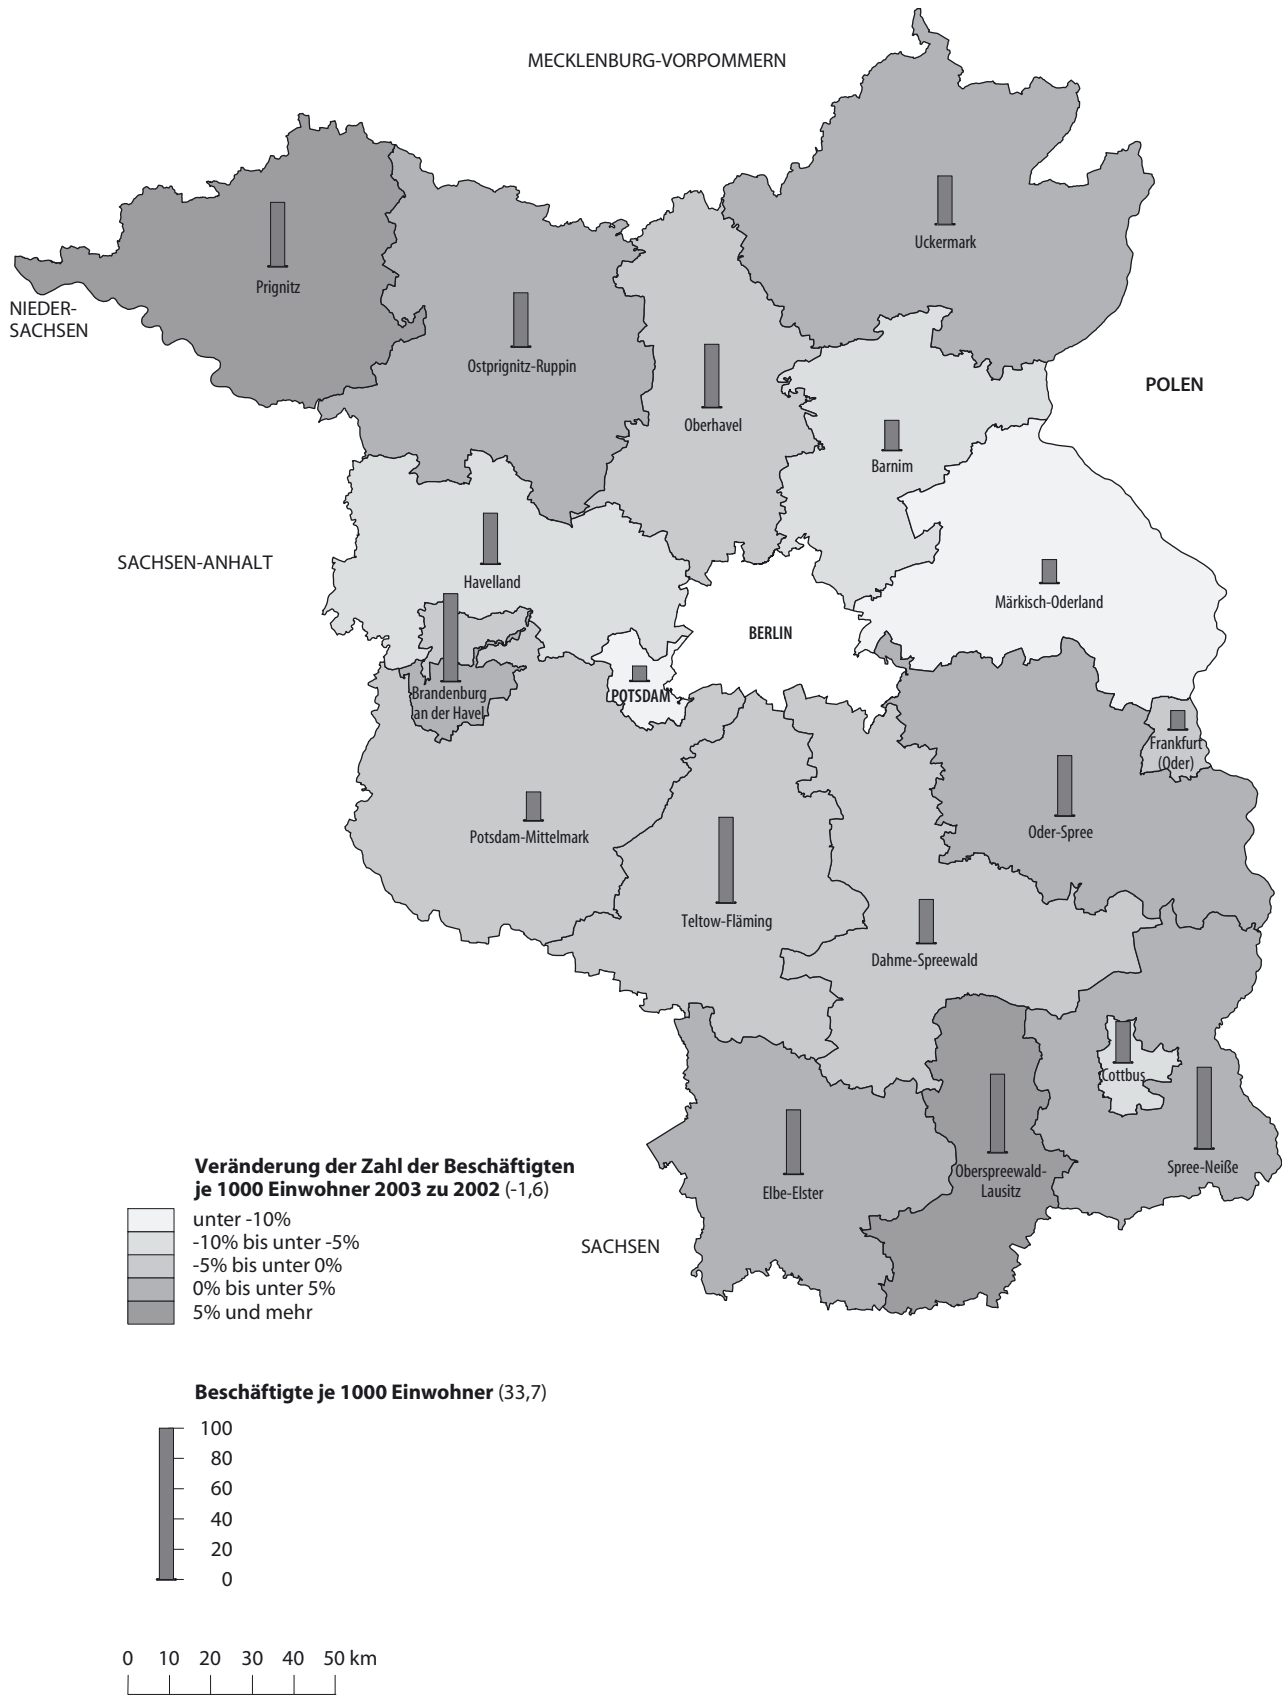 MECKLENBURG-VORPOMMERN
Uckermark
Prignitz
NIEDER-
SACHSEN
Ostprignitz-Ruppin
POLEN
Oberhavel
Barnim
SACHSEN-ANHALT
Havelland
Märkisch-Oderland
BERLIN
Brandenburg
an der Havel
POTSDAM
Frankfurt
(Oder)
Potsdam-Mittelmark
Oder-Spree
Teltow-Fläming
Dahme-Spreewald
Cottbus
Oberspreewald-
Lausitz
Spree-Neiße
Elbe-Elster
SACHSEN
Veränderung der Zahl der Beschäftigten
je 1000 Einwohner 2003 zu 2002 (-1,6)
unter -10%
-10% bis unter -5%
-5% bis unter 0%
0% bis unter 5%
5% und mehr
Beschäftigte je 1000 Einwohner (33,7)
100
80
60
40
20
0
0 10 20 30 40 50 km